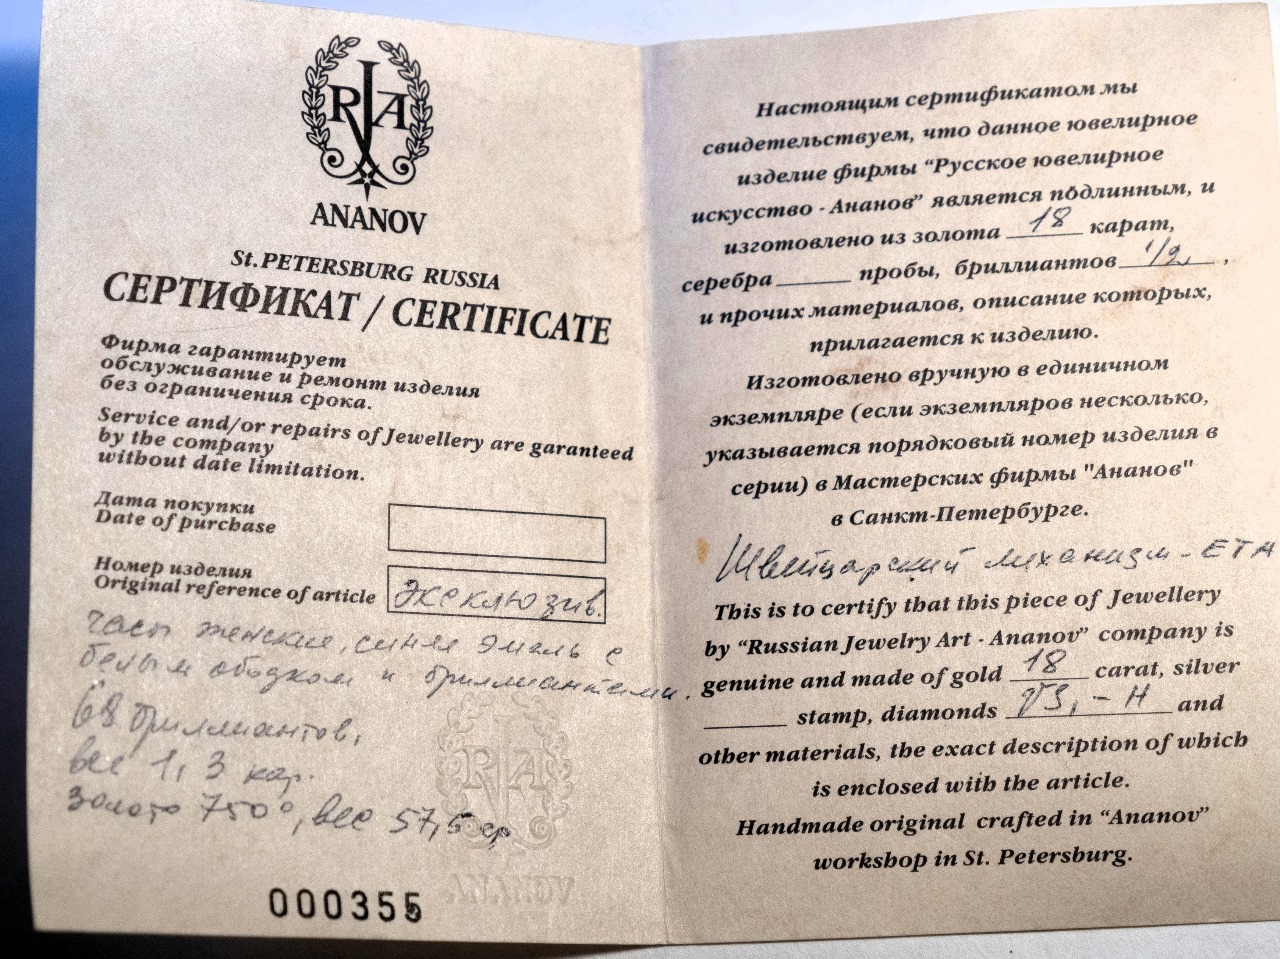 RJA
ANANOV
St.PETERSBURG RUSSIA
СЕРТИФИКАТ / CERTIFICATE
Фирма гарантирует
обслуживание и ремонт изделия
без ограничения срока.
Service and/or repairs of Jewellery are garanteed
by the company
without date limitation.
Дата покупки
Date of purchase
Номер изделия
Original reference of article эксклюзив.
часы женские, синяя эмаль с
белым ободком и бриллиантами.
68 бриллиантов,
вес 1,3 кар.
золото 750°, вес 57,5 гр
RJA
000355
Настоящим сертификатом мы
свидетельствуем, что данное ювелирное
изделие фирмы "Русское ювелирное
искусство - Ананов" является подлинным, и
изготовлено из золота 18 карат,
серебра ______ пробы, бриллиантов 1/2,
и прочих материалов, описание которых,
прилагается к изделию.
Изготовлено вручную в единичном
экземпляре (если экземпляров несколько,
указывается порядковый номер изделия в
серии) в Мастерских фирмы "Ананов"
в Санкт-Петербурге.
Швейцарский механизм - ЕТА
This is to certify that this piece of Jewellery
by "Russian Jewelry Art - Ananov" company is
genuine and made of gold 18 carat, silver
______ stamp, diamonds - H and
other materials, the exact description of which
is enclosed with the article.
Handmade original crafted in "Ananov"
workshop in St. Petersburg.